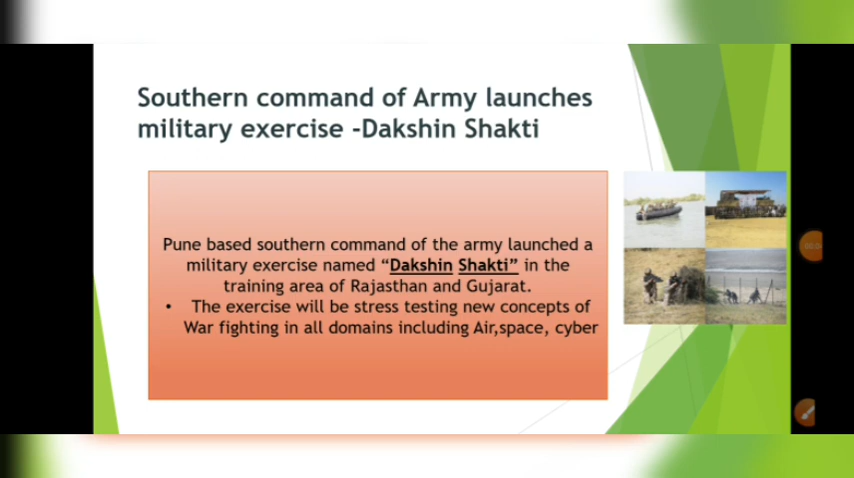 Southern command of Army launches
military exercise -Dakshin Shakti
Pune based southern command of the army launched a
military exercise named “Dakshin Shakti” in the
training area of Rajasthan and Gujarat.
• The exercise will be stress testing new concepts of
War fighting in all domains including Air,space, cyber